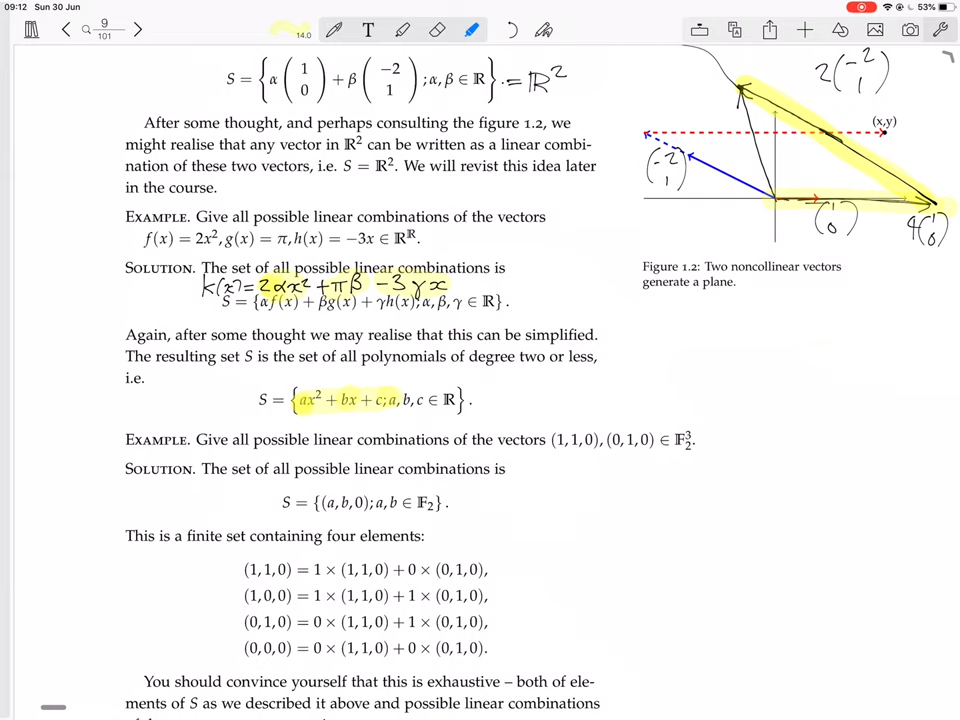 09:12 Sun 30 Jun
53%
9
101
14.0
S = { α ( 1 0 ) + β ( −2 1 ) ; α, β ∈ ℝ } . = ℝ²
After some thought, and perhaps consulting the figure 1.2, we
might realise that any vector in ℝ² can be written as a linear combi-
nation of these two vectors, i.e. S = ℝ². We will revist this idea later
in the course.
Example. Give all possible linear combinations of the vectors
f(x) = 2x², g(x) = π, h(x) = −3x ∈ ℝ^ℝ.
Solution. The set of all possible linear combinations is
k(x) = 2αx² + πβ − 3γx
S = {αf(x) + βg(x) + γh(x); α, β, γ ∈ ℝ} .
Again, after some thought we may realise that this can be simplified.
The resulting set S is the set of all polynomials of degree two or less,
i.e.
S = { ax² + bx + c; a, b, c ∈ ℝ } .
Example. Give all possible linear combinations of the vectors (1, 1, 0), (0, 1, 0) ∈ 𝔽₂³.
Solution. The set of all possible linear combinations is
S = {(a, b, 0); a, b ∈ 𝔽₂} .
This is a finite set containing four elements:
(1, 1, 0) = 1 × (1, 1, 0) + 0 × (0, 1, 0),
(1, 0, 0) = 1 × (1, 1, 0) + 1 × (0, 1, 0),
(0, 1, 0) = 0 × (1, 1, 0) + 1 × (0, 1, 0),
(0, 0, 0) = 0 × (1, 1, 0) + 0 × (0, 1, 0).
You should convince yourself that this is exhaustive – both of ele-
ments of S as we described it above and possible linear combinations
2 ( −2 1 )
(x,y)
( −2 1 )
( 1 0 )
4 ( 1 0 )
Figure 1.2: Two noncollinear vectors
generate a plane.